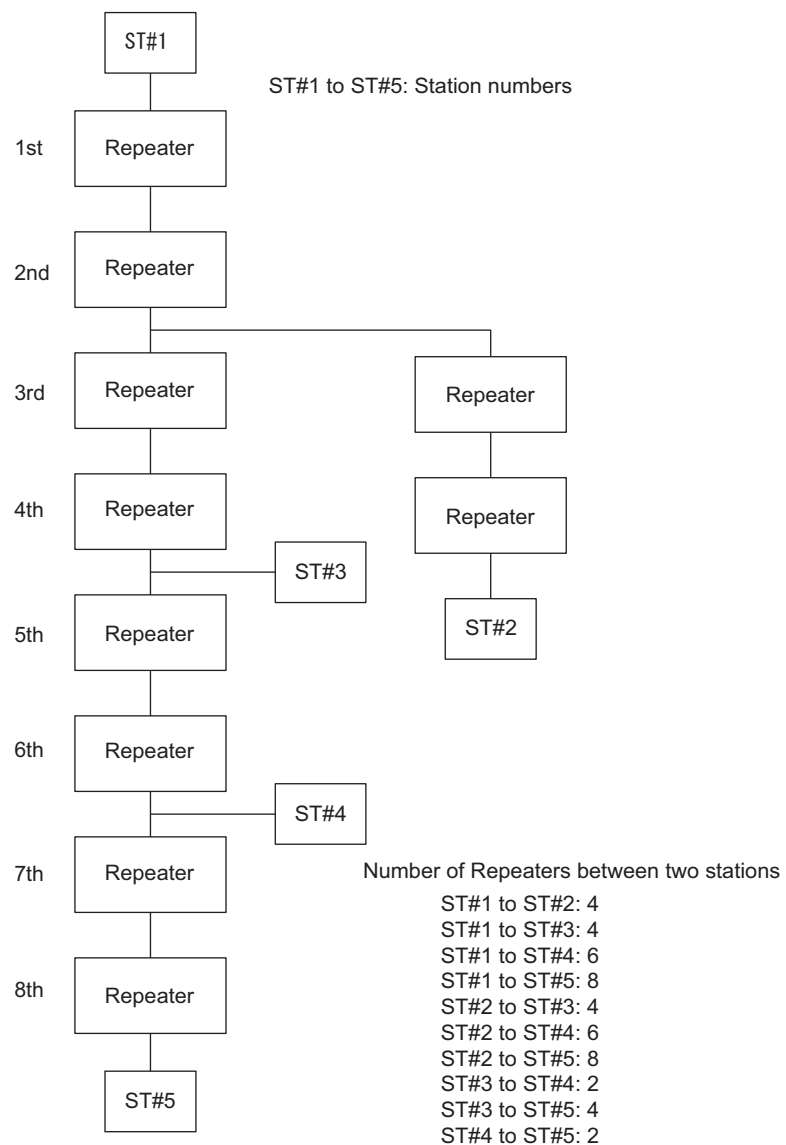 ST#1
ST#1 to ST#5: Station numbers
1st
Repeater
2nd
Repeater
3rd
Repeater
Repeater
4th
Repeater
Repeater
ST#3
5th
Repeater
ST#2
6th
Repeater
ST#4
7th
Repeater
Number of Repeaters between two stations
ST#1 to ST#2: 4
ST#1 to ST#3: 4
ST#1 to ST#4: 6
ST#1 to ST#5: 8
ST#2 to ST#3: 4
ST#2 to ST#4: 6
ST#2 to ST#5: 8
ST#3 to ST#4: 2
ST#3 to ST#5: 4
ST#4 to ST#5: 2
8th
Repeater
ST#5